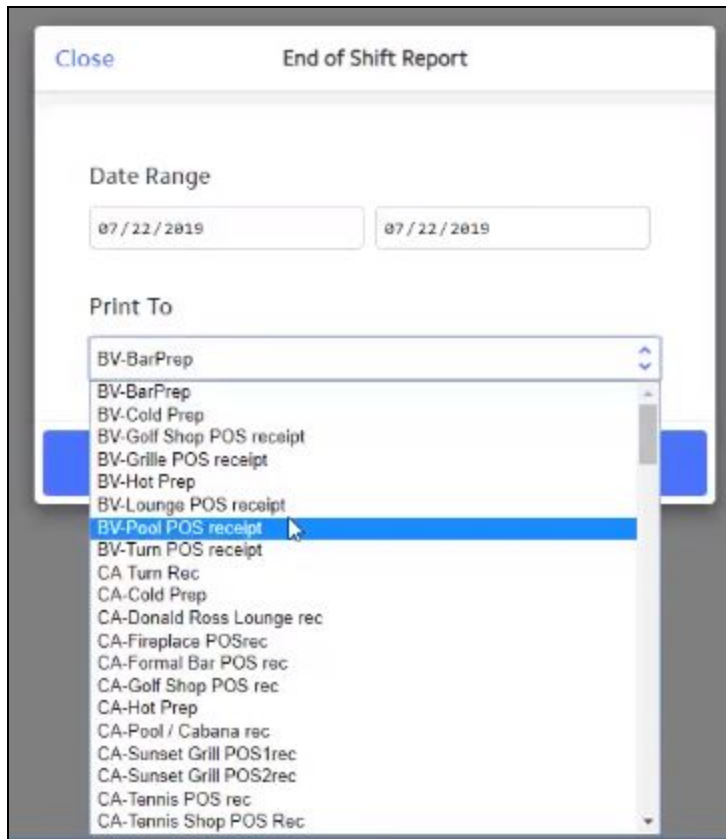 Close End of Shift Report
Date Range
07/22/2019 07/22/2019
Print To
BV-BarPrep
BV-BarPrep
BV-Cold Prep
BV-Golf Shop POS receipt
BV-Grille POS receipt
BV-Hot Prep
BV-Lounge POS receipt
BV-Pool POS receipt
BV-Turn POS receipt
CA Turn Rec
CA-Cold Prep
CA-Donald Ross Lounge rec
CA-Fireplace POSrec
CA-Formal Bar POS rec
CA-Golf Shop POS rec
CA-Hot Prep
CA-Pool / Cabana rec
CA-Sunset Grill POS1rec
CA-Sunset Grill POS2rec
CA-Tennis POS rec
CA-Tennis Shop POS Rec